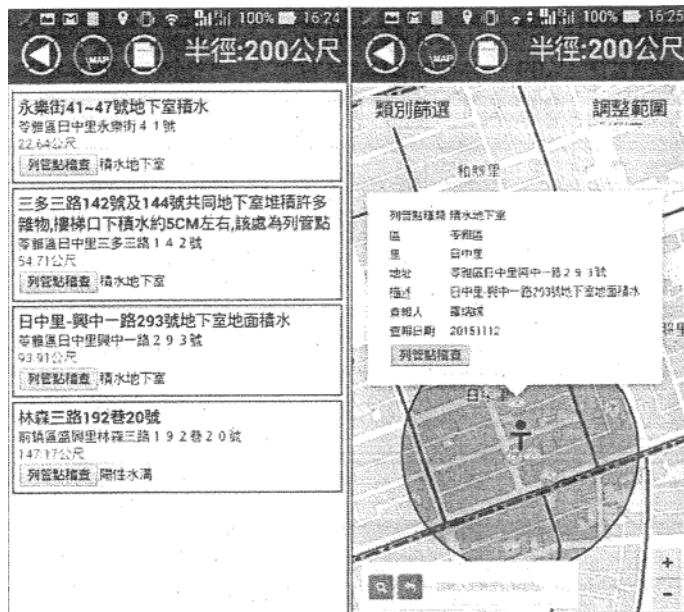 100% 16:24
MAP
半徑:200公尺
永樂街41~47號地下室積水
苓雅區日中里永樂街41號
22.64公尺
列管點稽查 積水地下室
三多三路142號及144號共同地下室堆積許多
雜物,樓梯口下積水約5CM左右,該處為列管點
苓雅區日中里三多三路142號
54.71公尺
列管點稽查 積水地下室
日中里-興中一路293號地下室地面積水
苓雅區日中里興中一路293號
93.91公尺
列管點稽查 積水地下室
林森三路192巷20號
前鎮區盛興里林森三路192巷20號
147.17公尺
列管點稽查 陽性水溝
100% 16:25
MAP
半徑:200公尺
類別篩選
調整範圍
列管點種類 積水地下室
區 苓雅區
里 日中里
地址 苓雅區日中里興中一路293號
描述 日中里-興中一路293號地下室地面積水
查報人
查報日期 20151112
列管點稽查
日中里
+
-